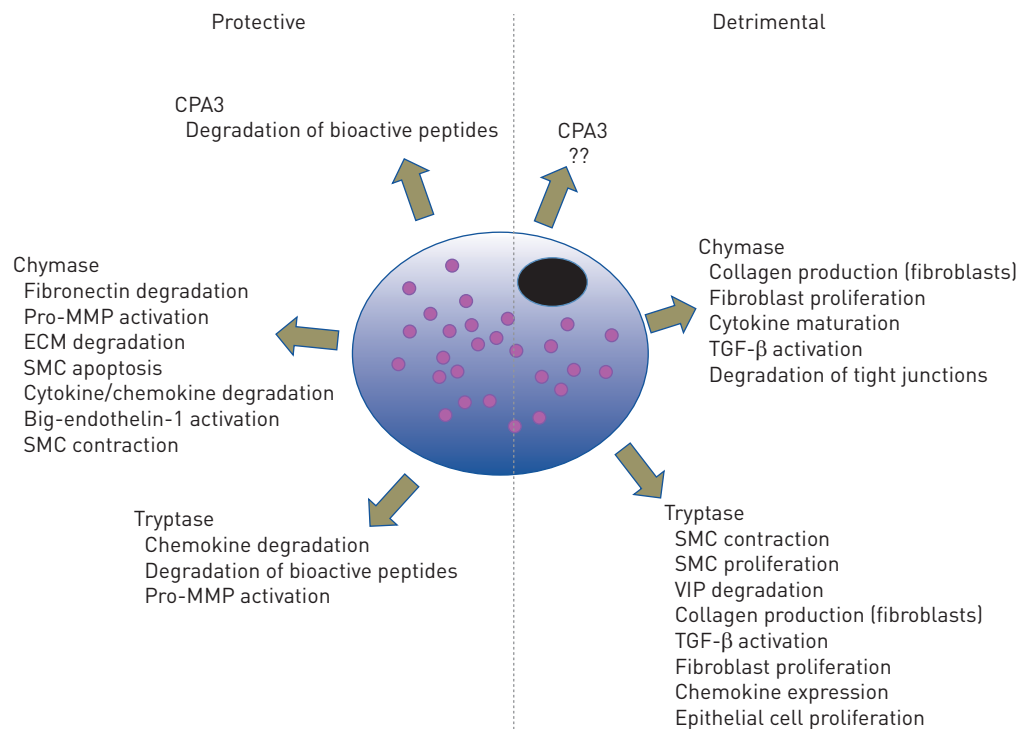 Protective
Detrimental
CPA3
Degradation of bioactive peptides
CPA3
??
Chymase
Fibronectin degradation
Pro-MMP activation
ECM degradation
SMC apoptosis
Cytokine/chemokine degradation
Big-endothelin-1 activation
SMC contraction
Chymase
Collagen production (fibroblasts)
Fibroblast proliferation
Cytokine maturation
TGF-β activation
Degradation of tight junctions
Tryptase
Chemokine degradation
Degradation of bioactive peptides
Pro-MMP activation
Tryptase
SMC contraction
SMC proliferation
VIP degradation
Collagen production (fibroblasts)
TGF-β activation
Fibroblast proliferation
Chemokine expression
Epithelial cell proliferation